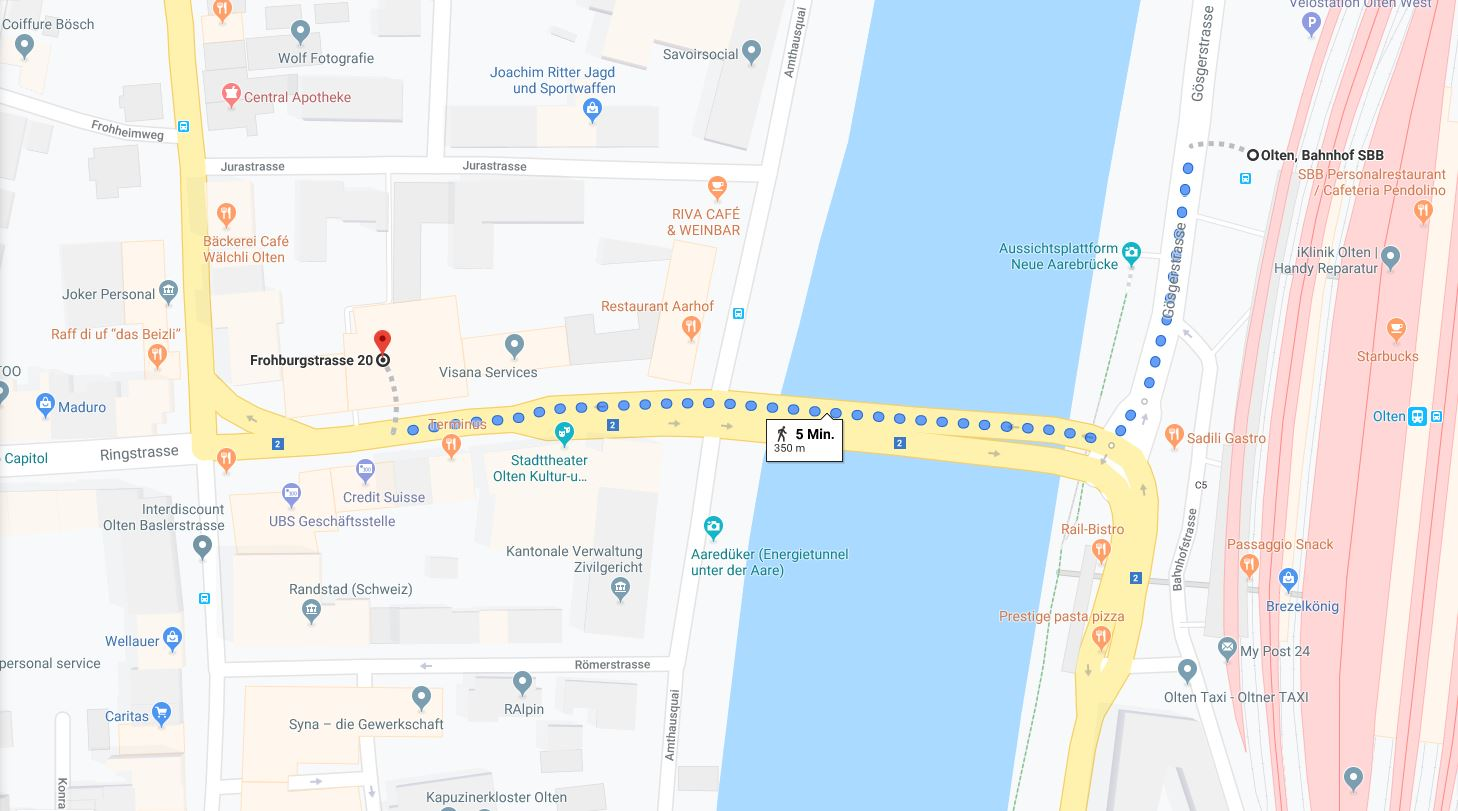 Coiffure Bösch
Wolf Fotografie
Central Apotheke
Frohheimweg
Joachim Ritter Jagd
und Sportwaffen
Savoirsocial
Amthausquai
Gösgerstrasse
Velostation Olten West
P
Jurastrasse
Jurastrasse
Olten, Bahnhof SBB
SBB Personalrestaurant
/ Cafeteria Pendolino
RIVA CAFÉ
& WEINBAR
Bäckerei Café
Wälchli Olten
Aussichtsplattform
Neue Aarebrücke
Gösgerstrasse
iKlinik Olten |
Handy Reparatur
Joker Personal
Restaurant Aarhof
Raff di uf "das Beizli"
Frohburgstrasse 20
Visana Services
Starbucks
TOO
Maduro
Terminus
2
2
2
5 Min.
350 m
Olten
Sadili Gastro
Capitol
Ringstrasse
Stadttheater
Olten Kultur-u...
Credit Suisse
UBS Geschäftsstelle
C5
Interdiscount
Olten Baslerstrasse
Rail-Bistro
Bahnhofstrasse
Passaggio Snack
Kantonale Verwaltung
Zivilgericht
Aaredüker (Energietunnel
unter der Aare)
2
Randstad (Schweiz)
Brezelkönig
Prestige pasta pizza
Wellauer
personal service
Römerstrasse
My Post 24
Olten Taxi - Oltner TAXI
RAlpin
Caritas
Syna – die Gewerkschaft
Amthausquai
Konra
Kapuzinerkloster Olten